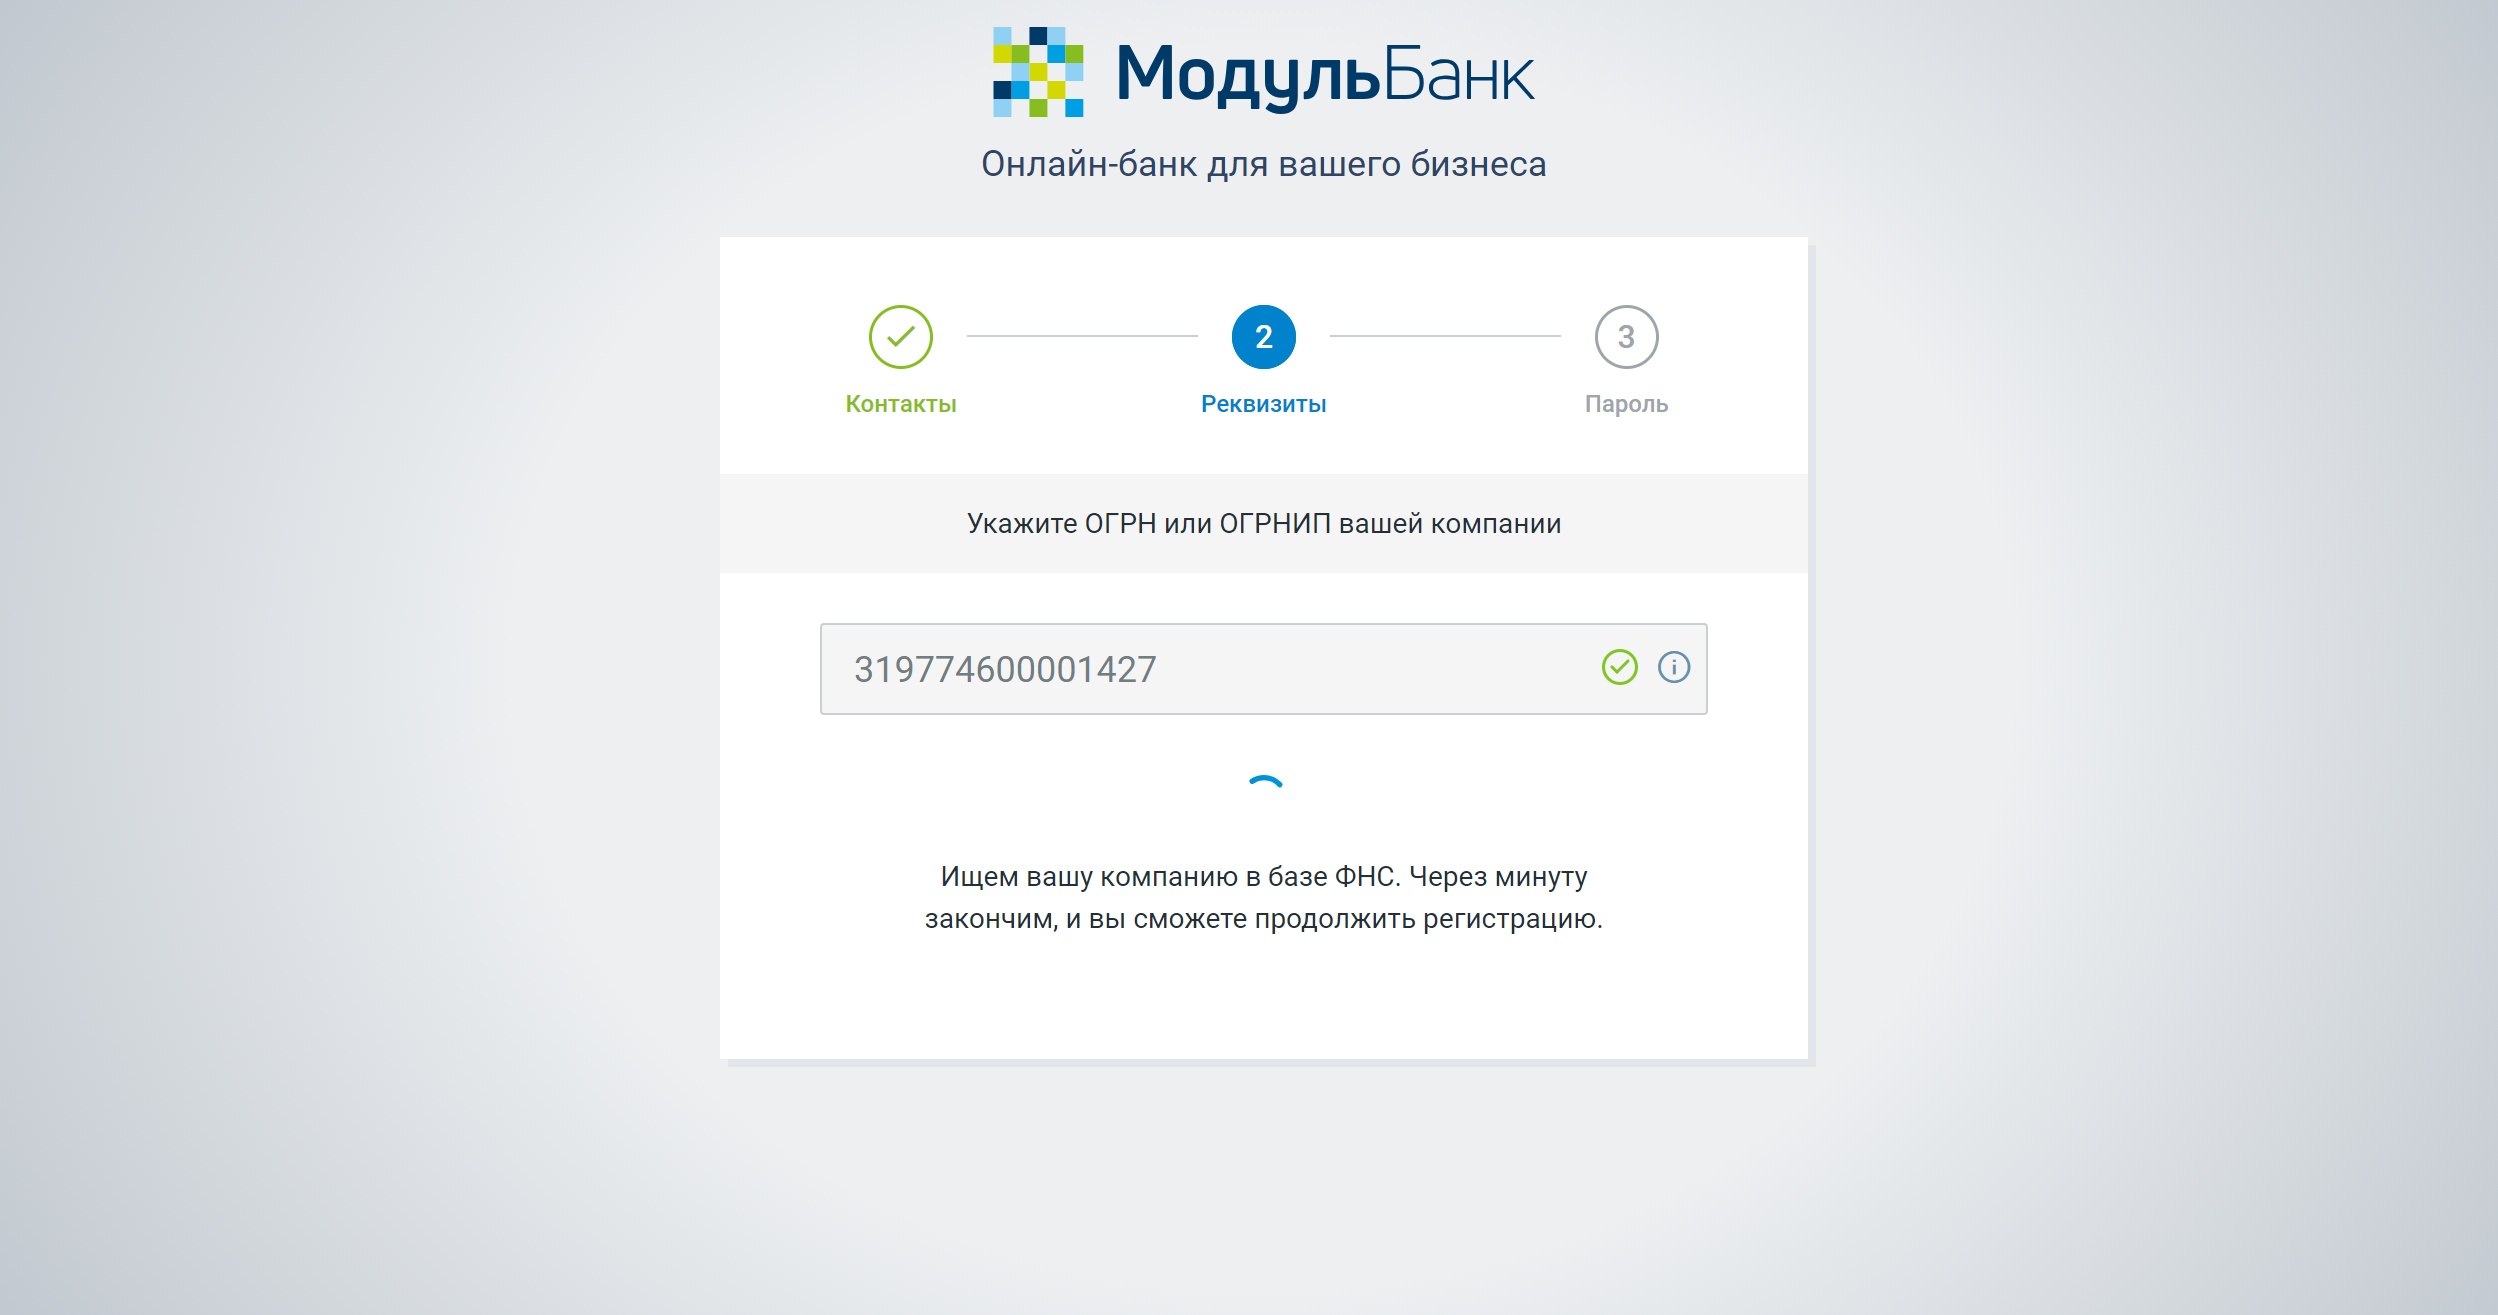 МодульБанк
Онлайн-банк для вашего бизнеса
2
3
Контакты
Реквизиты
Пароль
Укажите ОГРН или ОГРНИП вашей компании
319774600001427
Ищем вашу компанию в базе ФНС. Через минуту
закончим, и вы сможете продолжить регистрацию.